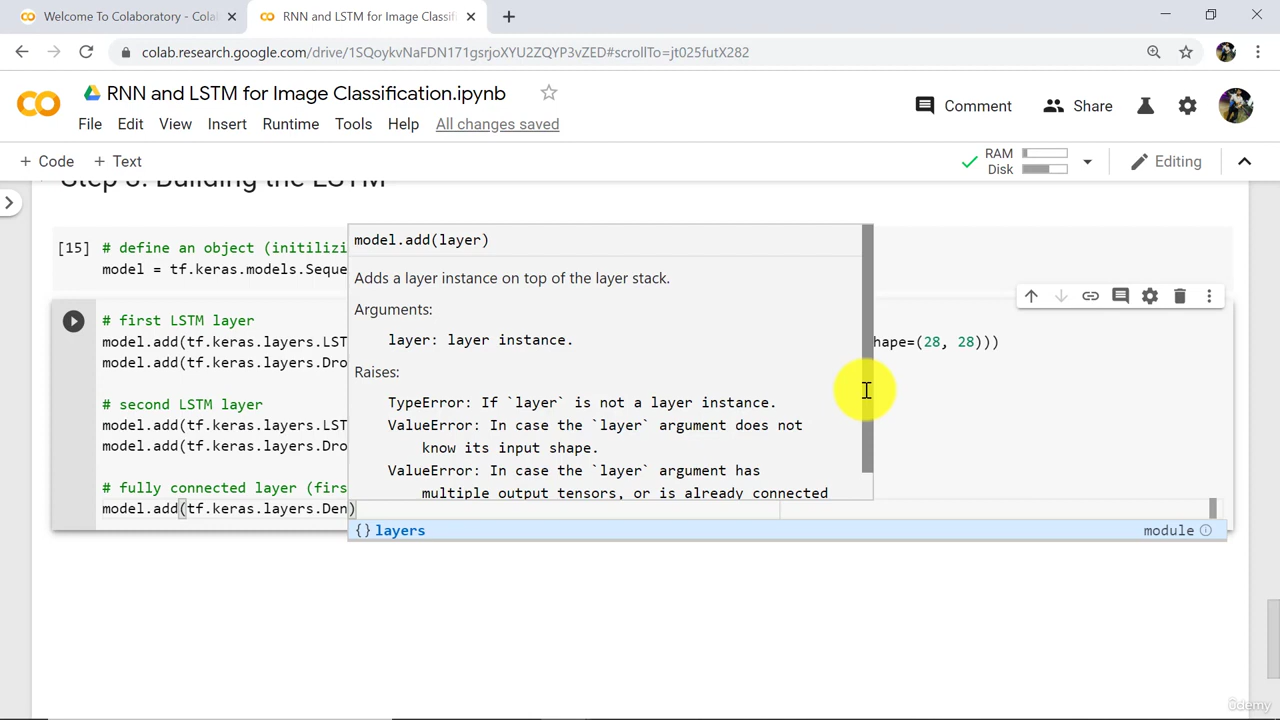 Welcome To Colaboratory - Cola
RNN and LSTM for Image Classifi
colab.research.google.com/drive/1SQoykvNaFDN171gsrjoXYU2ZQYP3vZED#scrollTo=jt025futX282
RNN and LSTM for Image Classification.ipynb
Comment
Share
File Edit View Insert Runtime Tools Help All changes saved
+ Code + Text
RAM
Disk
Editing
Building the LSTM
[15] # define an object (initilizi
model = tf.keras.models.Seque
# first LSTM layer
model.add(tf.keras.layers.LST
hape=(28, 28)))
model.add(tf.keras.layers.Dro
# second LSTM layer
model.add(tf.keras.layers.LST
model.add(tf.keras.layers.Dro
# fully connected layer (firs
model.add(tf.keras.layers.Den)
model.add(layer)
Adds a layer instance on top of the layer stack.
Arguments:
layer: layer instance.
Raises:
TypeError: If `layer` is not a layer instance.
ValueError: In case the `layer` argument does not
know its input shape.
ValueError: In case the `layer` argument has
multiple output tensors, or is already connected
{} layers
module
ûdemy